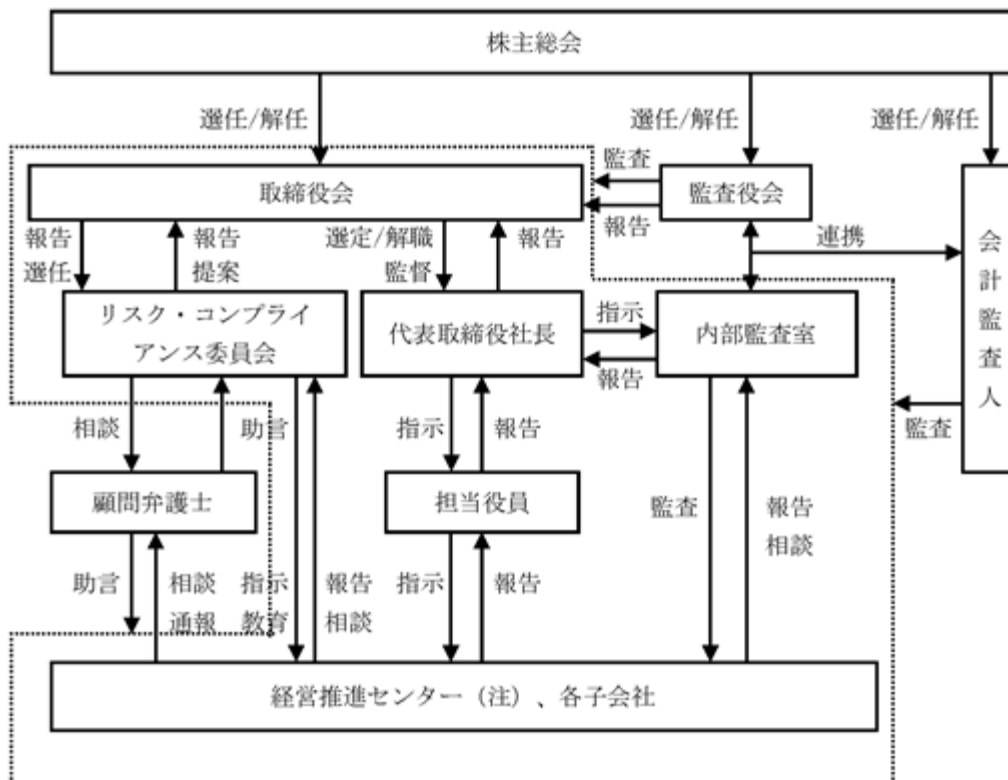 株主総会
選任/解任
選任/解任
選任/解任
監査
取締役会
監査役会
報告
報告
選任
報告
提案
選定/解職
監督
報告
連携
会計監査人
リスク・コンプライ
アンス委員会
代表取締役社長
指示
報告
内部監査室
監査
相談
助言
指示
報告
顧問弁護士
担当役員
監査
報告
相談
助言
相談
通報
指示
教育
報告
相談
指示
報告
経営推進センター（注）、各子会社